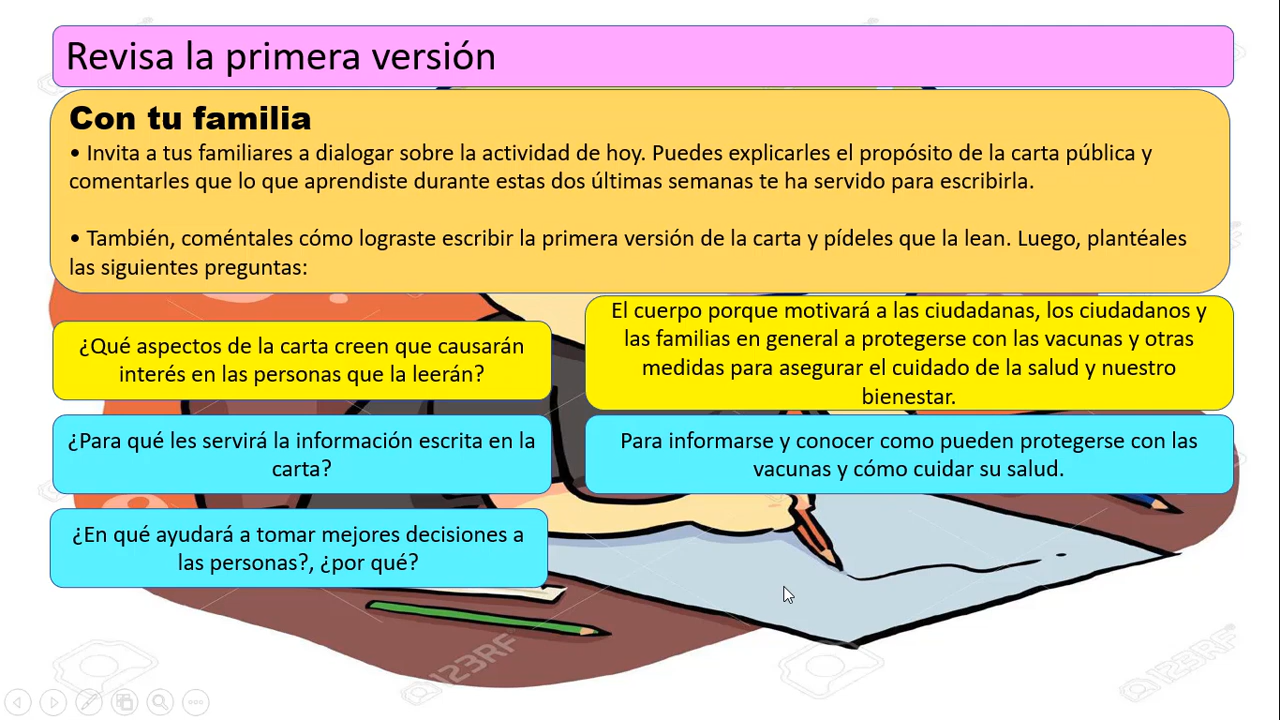 Revisa la primera versión
Con tu familia
• Invita a tus familiares a dialogar sobre la actividad de hoy. Puedes explicarles el propósito de la carta pública y
comentarles que lo que aprendiste durante estas dos últimas semanas te ha servido para escribirla.
• También, coméntales cómo lograste escribir la primera versión de la carta y pídeles que la lean. Luego, plantéales
las siguientes preguntas:
¿Qué aspectos de la carta creen que causarán
interés en las personas que la leerán?
El cuerpo porque motivará a las ciudadanas, los ciudadanos y
las familias en general a protegerse con las vacunas y otras
medidas para asegurar el cuidado de la salud y nuestro
bienestar.
¿Para qué les servirá la información escrita en la
carta?
Para informarse y conocer como pueden protegerse con las
vacunas y cómo cuidar su salud.
¿En qué ayudará a tomar mejores decisiones a
las personas?, ¿por qué?
123RF
123RF